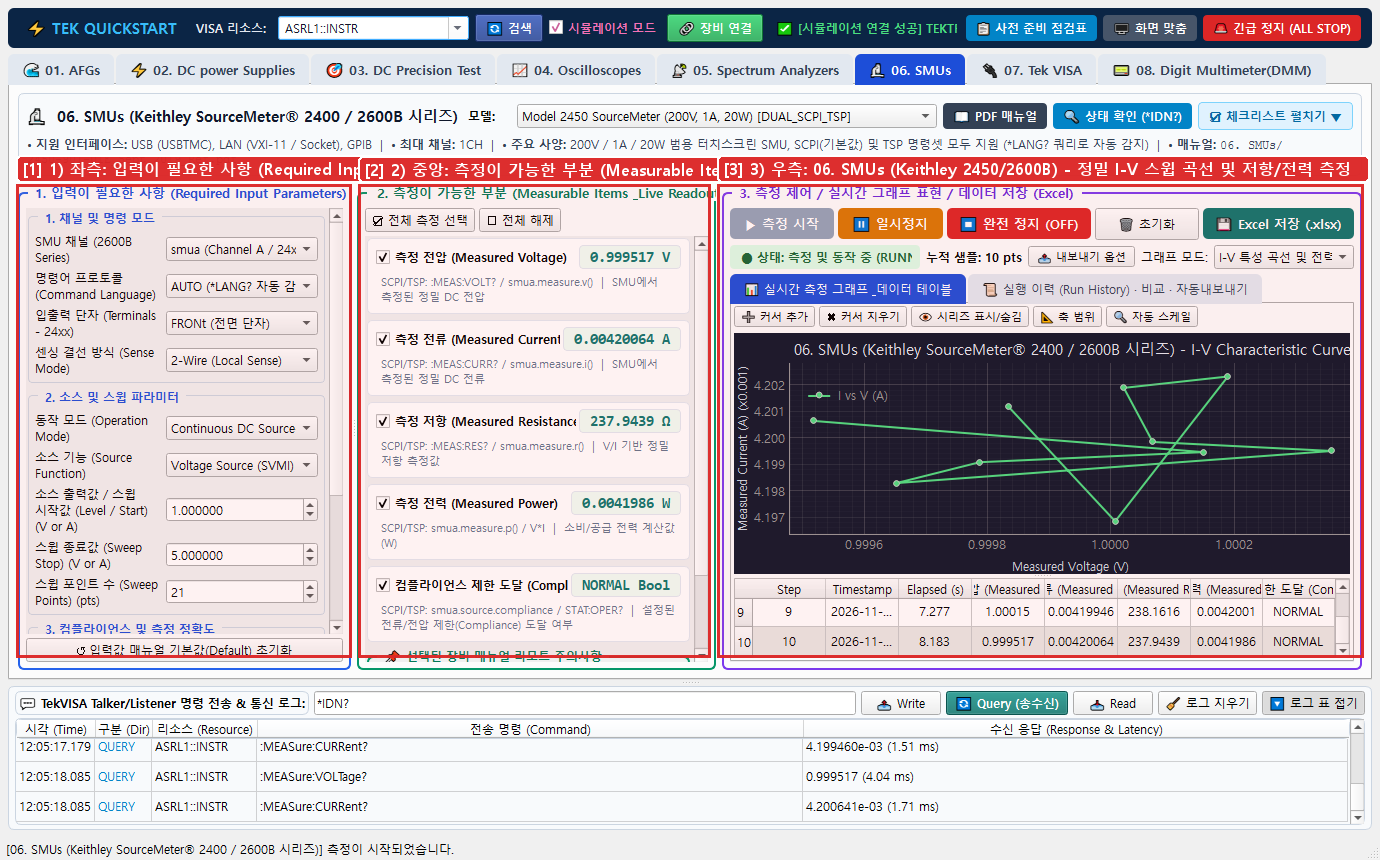 TEK QUICKSTART VISA 리소스: ASRL1::INSTR 검색 시뮬레이션 모드 장비 연결 [시뮬레이션 연결 성공] TEKTI 사전 준비 점검표 화면 맞춤 긴급 정지 (ALL STOP)
01. AFGs 02. DC power Supplies 03. DC Precision Test 04. Oscilloscopes 05. Spectrum Analyzers 06. SMUs 07. Tek VISA 08. Digit Multimeter(DMM)
06. SMUs (Keithley SourceMeter® 2400 / 2600B 시리즈) 모델: Model 2450 SourceMeter (200V, 1A, 20W) [DUAL_SCPI_TSP] PDF 매뉴얼 상태 확인 (*IDN?) 체크리스트 펼치기 ▼
• 지원 인터페이스: USB (USBTMC), LAN (VXI-11 / Socket), GPIB | • 최대 채널: 1CH | • 주요 사양: 200V / 1A / 20W 범용 터치스크린 SMU, SCPI(기본값) 및 TSP 명령셋 모두 지원 (*LANG? 쿼리로 자동 감지) | • 매뉴얼: 06. SMUs/
[1] 1) 좌측: 입력이 필요한 사항 (Required Inp
1. 입력이 필요한 사항 (Required Input Parameters)
1. 채널 및 명령 모드
SMU 채널 (2600B Series) smua (Channel A / 24x
명령어 프로토콜 (Command Language) AUTO (*LANG? 자동 감
입출력 단자 (Terminals - 24xx) FRONt (전면 단자)
센싱 결선 방식 (Sense Mode) 2-Wire (Local Sense)
2. 소스 및 스윕 파라미터
동작 모드 (Operation Mode) Continuous DC Source
소스 기능 (Source Function) Voltage Source (SVMI)
소스 출력값 / 스윕 시작값 (Level / Start) (V or A) 1.000000
스윕 종료값 (Sweep Stop) (V or A) 5.000000
스윕 포인트 수 (Sweep Points) (pts) 21
3. 컴플라이언스 및 측정 정확도
↺ 입력값 매뉴얼 기본값(Default) 초기화
[2] 2) 중앙: 측정이 가능한 부분 (Measurable Ite
2. 측정이 가능한 부분 (Measurable Items _Live Readou
전체 측정 선택 전체 해제
측정 전압 (Measured Voltage) 0.999517 V
SCPI/TSP: :MEAS:VOLT? / smua.measure.v() | SMU에서
측정된 정밀 DC 전압
측정 전류 (Measured Current 0.00420064 A
SCPI/TSP: :MEAS:CURR? / smua.measure.i() | SMU에서
측정된 정밀 DC 전류
측정 저항 (Measured Resistance 237.9439 Ω
SCPI/TSP: :MEAS:RES? / smua.measure.r() | V/I 기반 정밀
저항 측정값
측정 전력 (Measured Power) 0.0041986 W
SCPI/TSP: smua.measure.p() / V*I | 소비/공급 전력 계산값
(W)
컴플라이언스 제한 도달 (Compl NORMAL Bool
SCPI/TSP: smua.source.compliance / STAT:OPER? | 설정된
전류/전압 제한(Compliance) 도달 여부
선택된 장비 매뉴얼 리모트 주의사항
[3] 3) 우측: 06. SMUs (Keithley 2450/2600B) - 정밀 I-V 스윕 곡선 및 저항/전력 측정
3. 측정 제어 / 실시간 그래프 표현 / 데이터 저장 (Excel)
▶ 측정 시작 일시정지 완전 정지 (OFF) 초기화 Excel 저장 (.xlsx)
● 상태: 측정 및 동작 중 (RUNN 누적 샘플: 10 pts 내보내기 옵션 그래프 모드: I-V 특성 곡선 및 전력
실시간 측정 그래프 _데이터 테이블 실행 이력 (Run History) · 비교 · 자동내보내기
커서 추가 커서 지우기 시리즈 표시/숨김 축 범위 자동 스케일
06. SMUs (Keithley SourceMeter® 2400 / 2600B 시리즈) - I-V Characteristic Curve
Measured Current (A) (x0.001)
I vs V (A)
4.202
4.201
4.200
4.199
4.198
4.197
0.9996 0.9998 1.0000 1.0002
Measured Voltage (V)
Step Timestamp Elapsed (s) (Measured (Measured (Measured R (Measured 한 도달 (Con
9 9 2026-11-... 7.277 1.00015 0.00419946 238.1616 0.0042001 NORMAL
10 10 2026-11-... 8.183 0.999517 0.00420064 237.9439 0.0041986 NORMAL
TekVISA Talker/Listener 명령 전송 & 통신 로그: *IDN? Write Query (송수신) Read 로그 지우기 로그 표 접기
시각 (Time) 구분 (Dir) 리소스 (Resource) 전송 명령 (Command) 수신 응답 (Response & Latency)
12:05:17.179 QUERY ASRL1::INSTR :MEASure:CURRent? 4.199460e-03 (1.51 ms)
12:05:18.085 QUERY ASRL1::INSTR :MEASure:VOLTage? 0.999517 (4.04 ms)
12:05:18.085 QUERY ASRL1::INSTR :MEASure:CURRent? 4.200641e-03 (1.71 ms)
[06. SMUs (Keithley SourceMeter® 2400 / 2600B 시리즈)] 측정이 시작되었습니다.